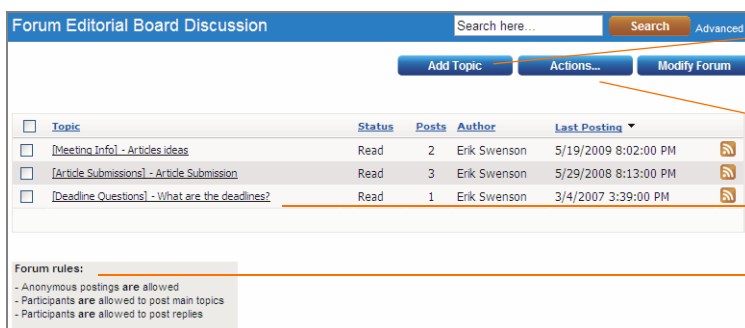 Forum Editorial Board Discussion Search here... Search Advanced
Add Topic Actions... Modify Forum
Topic Status Posts Author Last Posting
[Meeting Info] - Articles ideas Read 2 Erik Swenson 5/19/2009 8:02:00 PM
[Article Submissions] - Article Submission Read 3 Erik Swenson 5/29/2008 8:13:00 PM
[Deadline Questions] - What are the deadlines? Read 1 Erik Swenson 3/4/2007 3:39:00 PM
Forum rules:
- Anonymous postings are allowed
- Participants are allowed to post main topics
- Participants are allowed to post replies